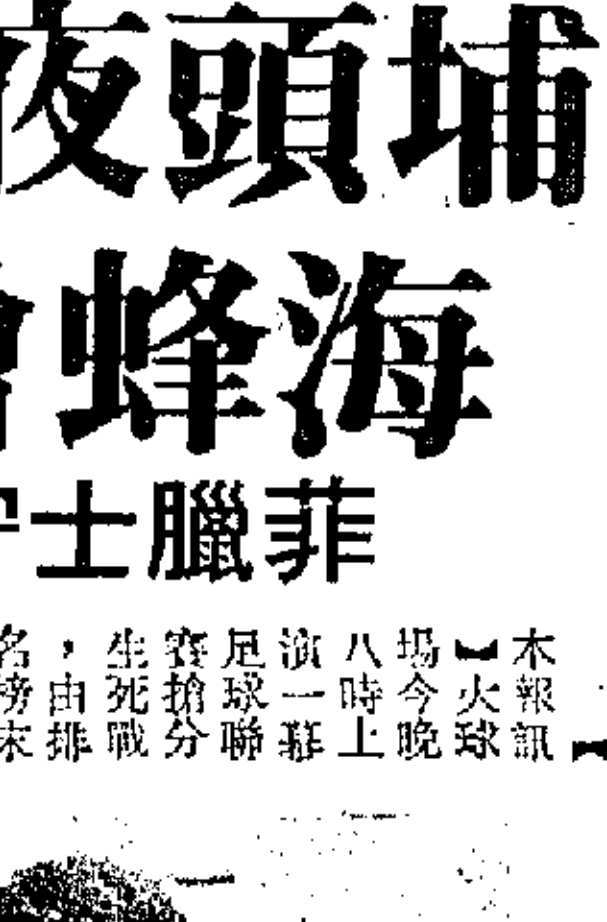 埔頭夜
海蜂
菲臘士
【
本報訊
】大球
場今晚
八時上
演一幕
足球聯
賽搶分
生死戰
,由排
名榜末